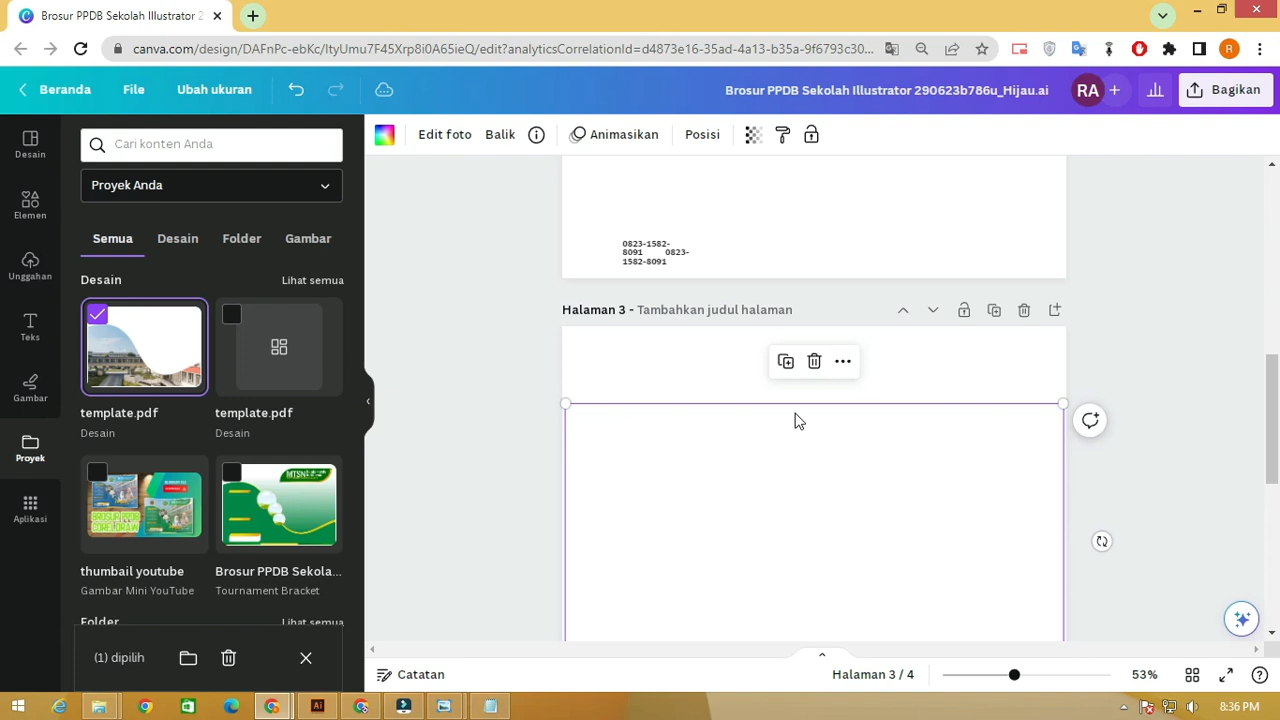 Brosur PPDB Sekolah Illustrator 2
canva.com/design/DAFnPc-ebKc/ItyUmu7F45Xrp8i0A65ieQ/edit?analyticsCorrelationId=d4873e16-35ad-4a13-b35a-9f6793c30...
R
Beranda
File
Ubah ukuran
Brosur PPDB Sekolah Illustrator 290623b786u_Hijau.ai
RA
Bagikan
Edit foto
Balik
Animasikan
Posisi
Desain
Elemen
Unggahan
Teks
Gambar
Proyek
Aplikasi
Cari konten Anda
Proyek Anda
Semua
Desain
Folder
Gambar
Desain
Lihat semua
template.pdf
Desain
template.pdf
Desain
MTSN
thumbail youtube
Gambar Mini YouTube
Brosur PPDB Sekola...
Tournament Bracket
Folder
Lihat semua
(1) dipilih
0823-1582-
8091 0823-
1582-8091
Halaman 3 - Tambahkan judul halaman
Catatan
Halaman 3 / 4
53%
8:36 PM